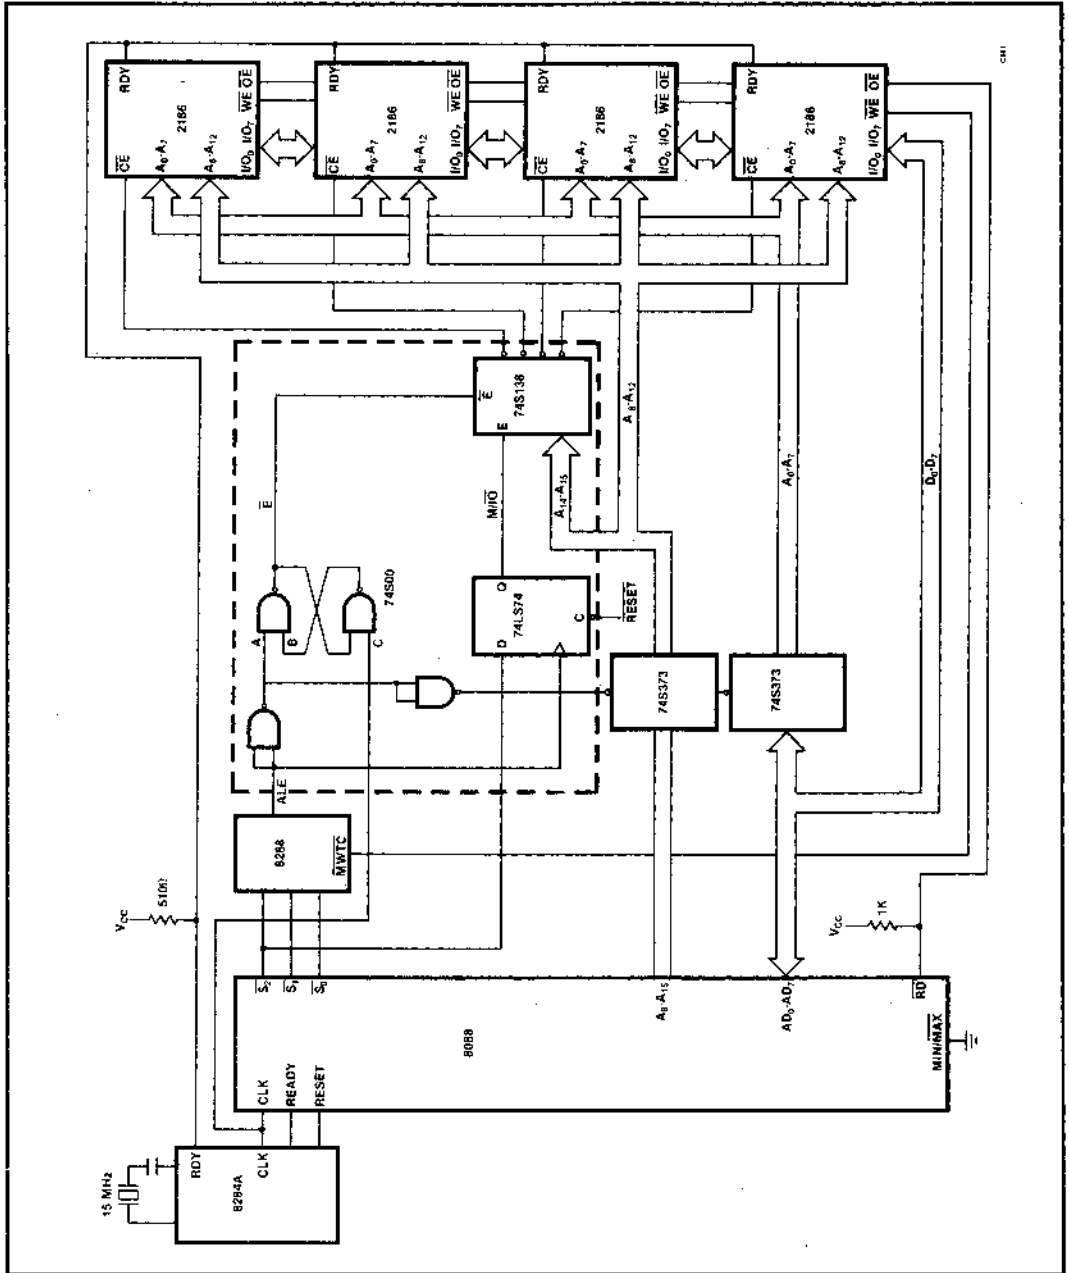 RDY
2186
OE
WE
I/O7
I/O0
A8-A12
A0-A7
CE
RDY
2186
OE
WE
I/O7
I/O0
A8-A12
A0-A7
CE
RDY
2186
OE
WE
I/O7
I/O0
A8-A12
A0-A7
CE
RDY
2186
OE
WE
I/O7
I/O0
A8-A12
A0-A7
CE
74S138
E
E
E
M/IO
A14-A15
A8-A12
A0-A7
D0-D7
A
B
C
74S00
D
Q
C
74LS74
RESET
74S373
74S373
ALE
8288
MWTC
VCC
510Ω
VCC
1K
S2
S1
S0
A8-A15
AD0-AD7
RD
8088
MIN/MAX
CLK
READY
RESET
15 MHz
RDY
CLK
8284A